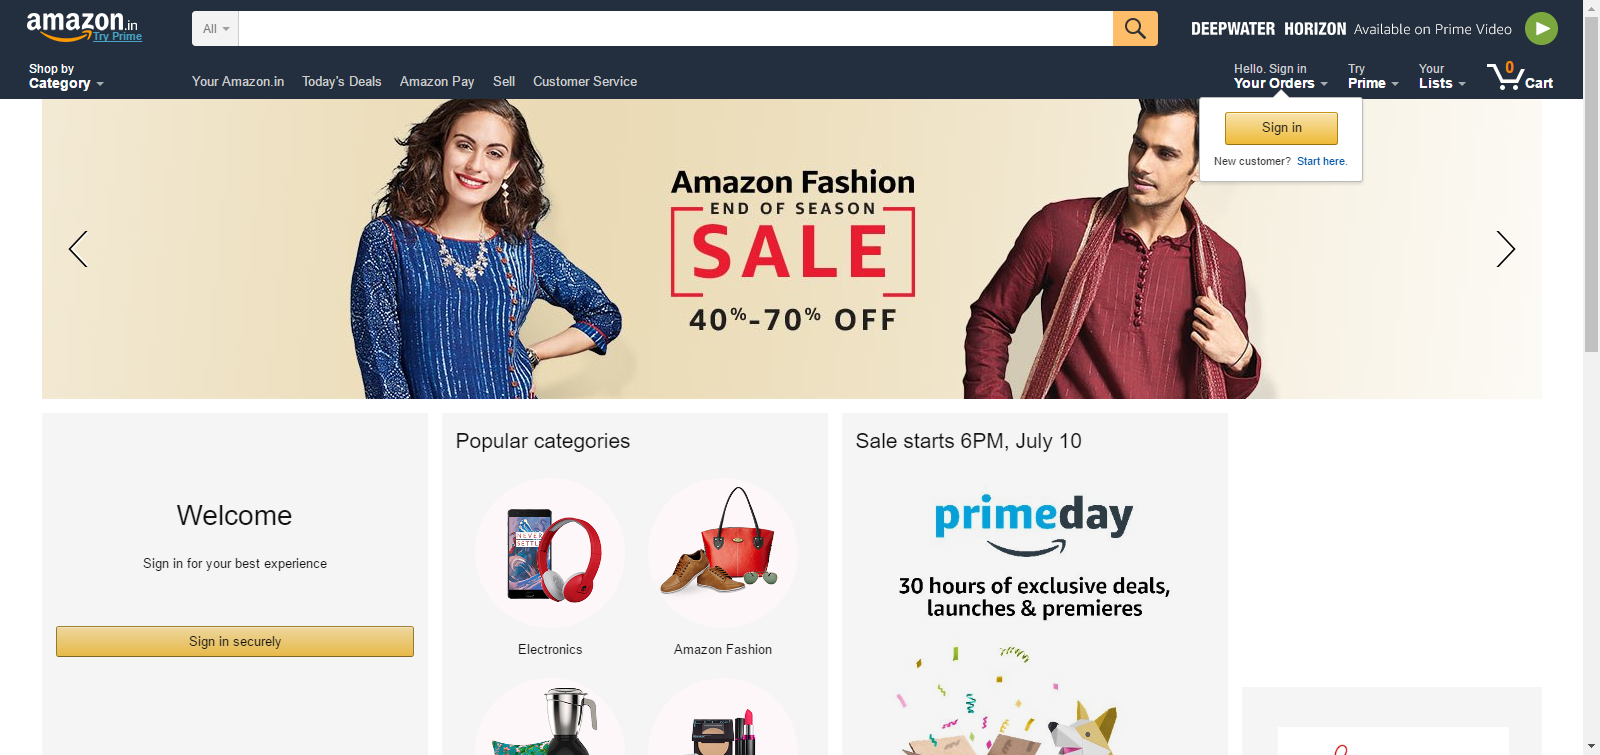 amazon.in
Try Prime
All
DEEPWATER HORIZON Available on Prime Video
Shop by
Category
Your Amazon.in
Today's Deals
Amazon Pay
Sell
Customer Service
Hello. Sign in
Your Orders
Try
Prime
Your
Lists
0
Cart
Sign in
New customer? Start here.
Amazon Fashion
END OF SEASON
SALE
40%-70% OFF
Welcome
Sign in for your best experience
Sign in securely
Popular categories
NEVER
SETTLE
Electronics
Amazon Fashion
Sale starts 6PM, July 10
primeday
30 hours of exclusive deals,
launches & premieres